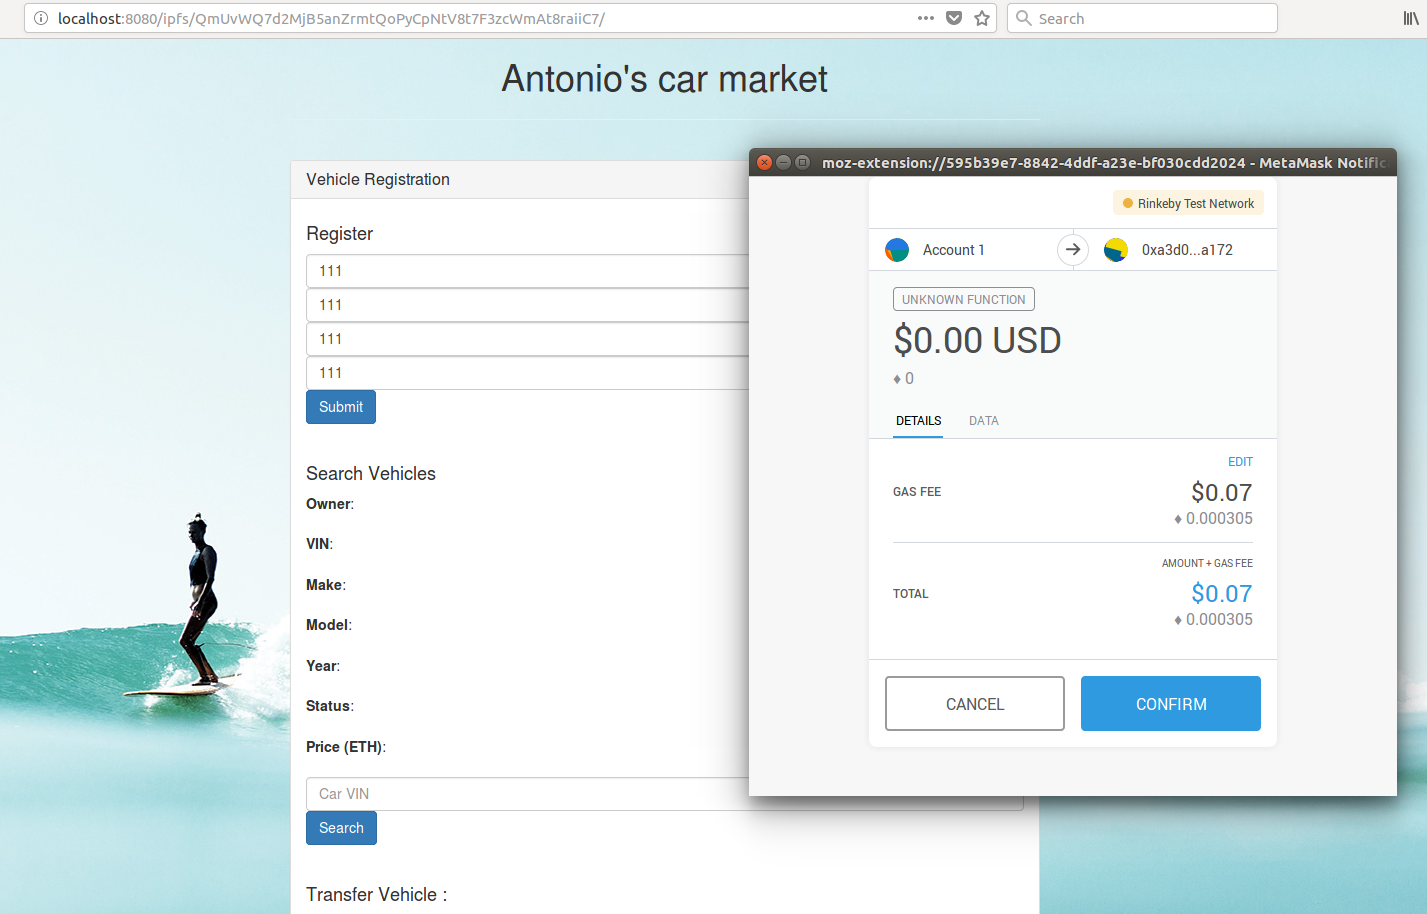 localhost:8080/ipfs/QmUvWQ7d2MjB5anZrmtQoPyCpNtV8t7F3zcWmAt8raiiC7/
Search
Antonio's car market
Vehicle Registration
Register
111
111
111
111
Submit
Search Vehicles
Owner:
VIN:
Make:
Model:
Year:
Status:
Price (ETH):
Car VIN
Search
Transfer Vehicle :
moz-extension://595b39e7-8842-4ddf-a23e-bf030cdd2024 - MetaMask Notific
Rinkeby Test Network
Account 1
0xa3d0...a172
UNKNOWN FUNCTION
$0.00 USD
♦ 0
DETAILS DATA
EDIT
GAS FEE $0.07
♦ 0.000305
AMOUNT + GAS FEE
TOTAL $0.07
♦ 0.000305
CANCEL CONFIRM